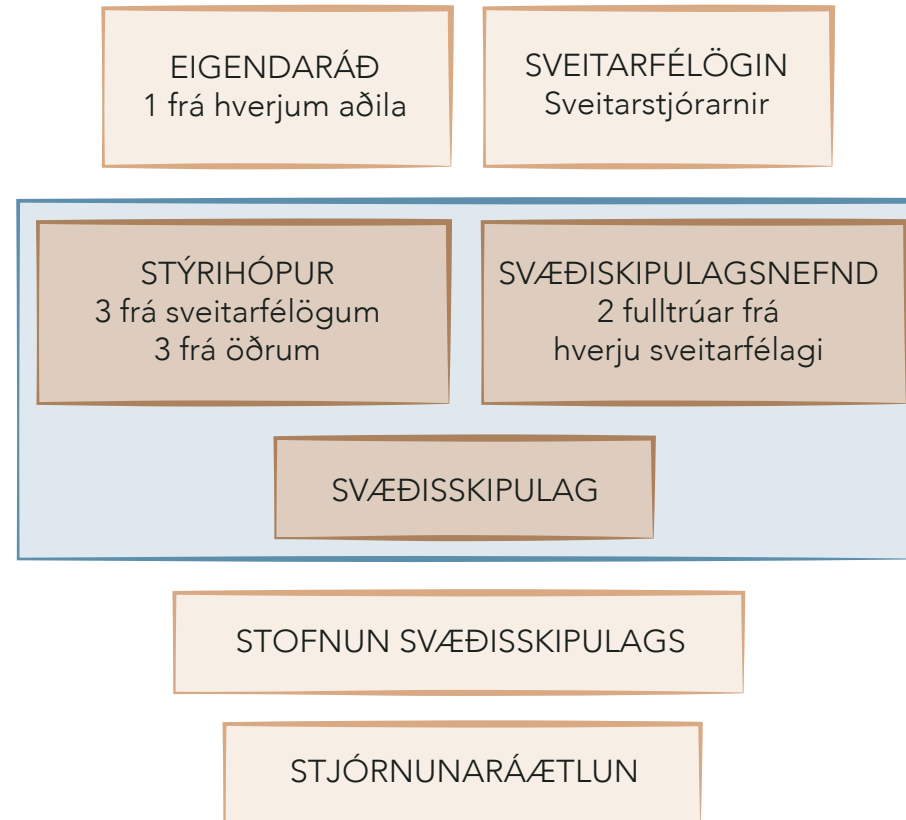 EIGENDARÁÐ
1 frá hverjum aðila
SVEITARFÉLÖGIN
Sveitarstjórarnir
STÝRIHÓPUR
3 frá sveitarfélögum
3 frá öðrum
SVÆÐISKIPULAGSNEFND
2 fulltrúar frá
hverju sveitarfélagi
SVÆÐISSKIPULAG
STOFNUN SVÆÐISSKIPULAGS
STJÓRNUNARÁÆTLUN